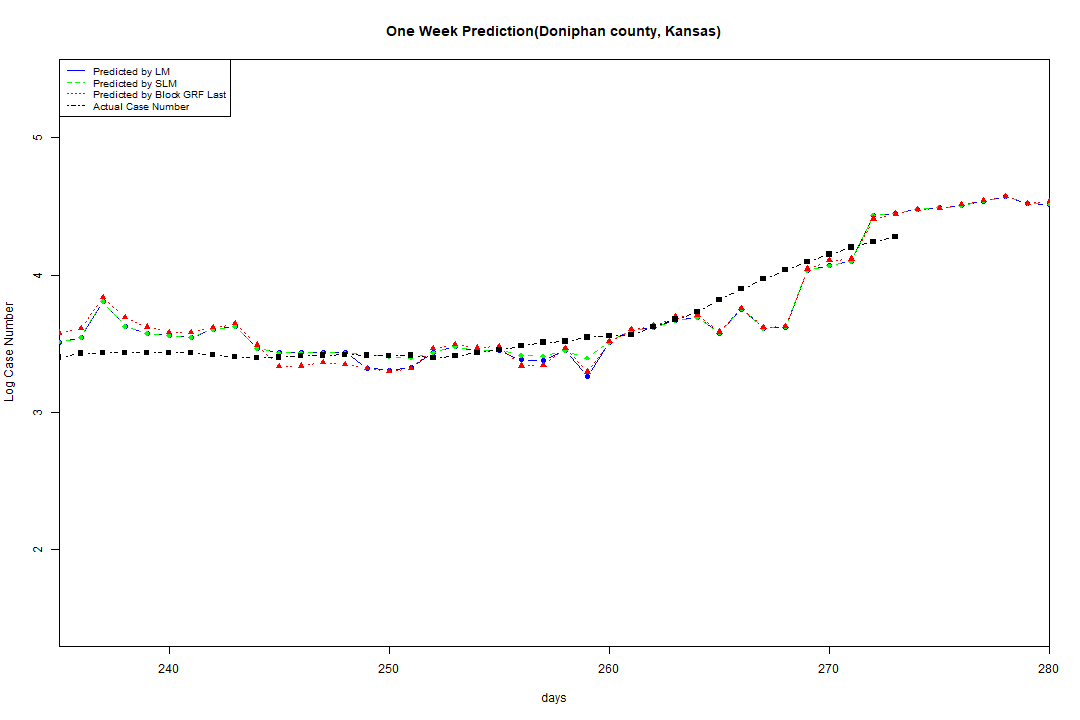 One Week Prediction(Doniphan county, Kansas)
Predicted by LM
Predicted by SLM
Predicted by Block GRF Last
Actual Case Number
5
4
3
2
Log Case Number
240 250 260 270 280
days